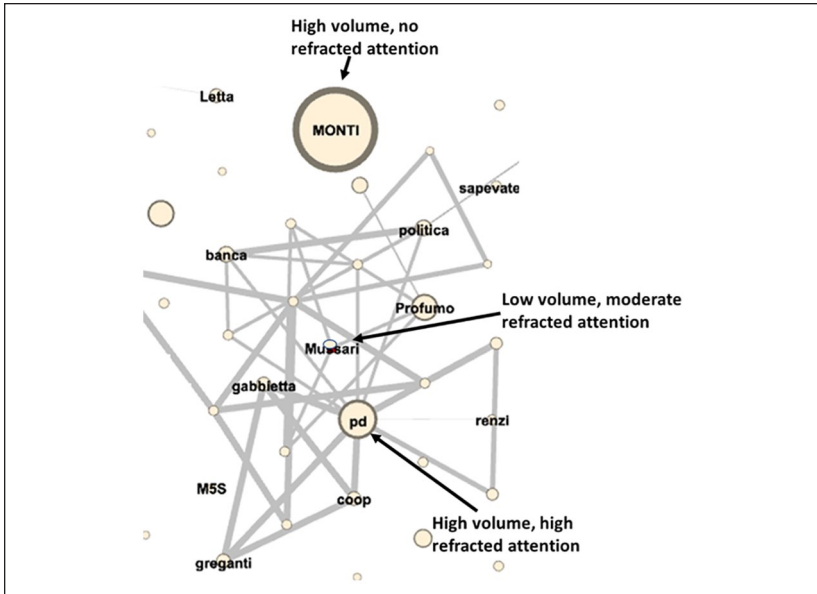 High volume, no
refracted attention
Letta
MONTI
sapevate
politica
banca
Profumo
Low volume, moderate
refracted attention
Mussari
gabbietta
pd
renzi
M5S
coop
High volume, high
refracted attention
greganti